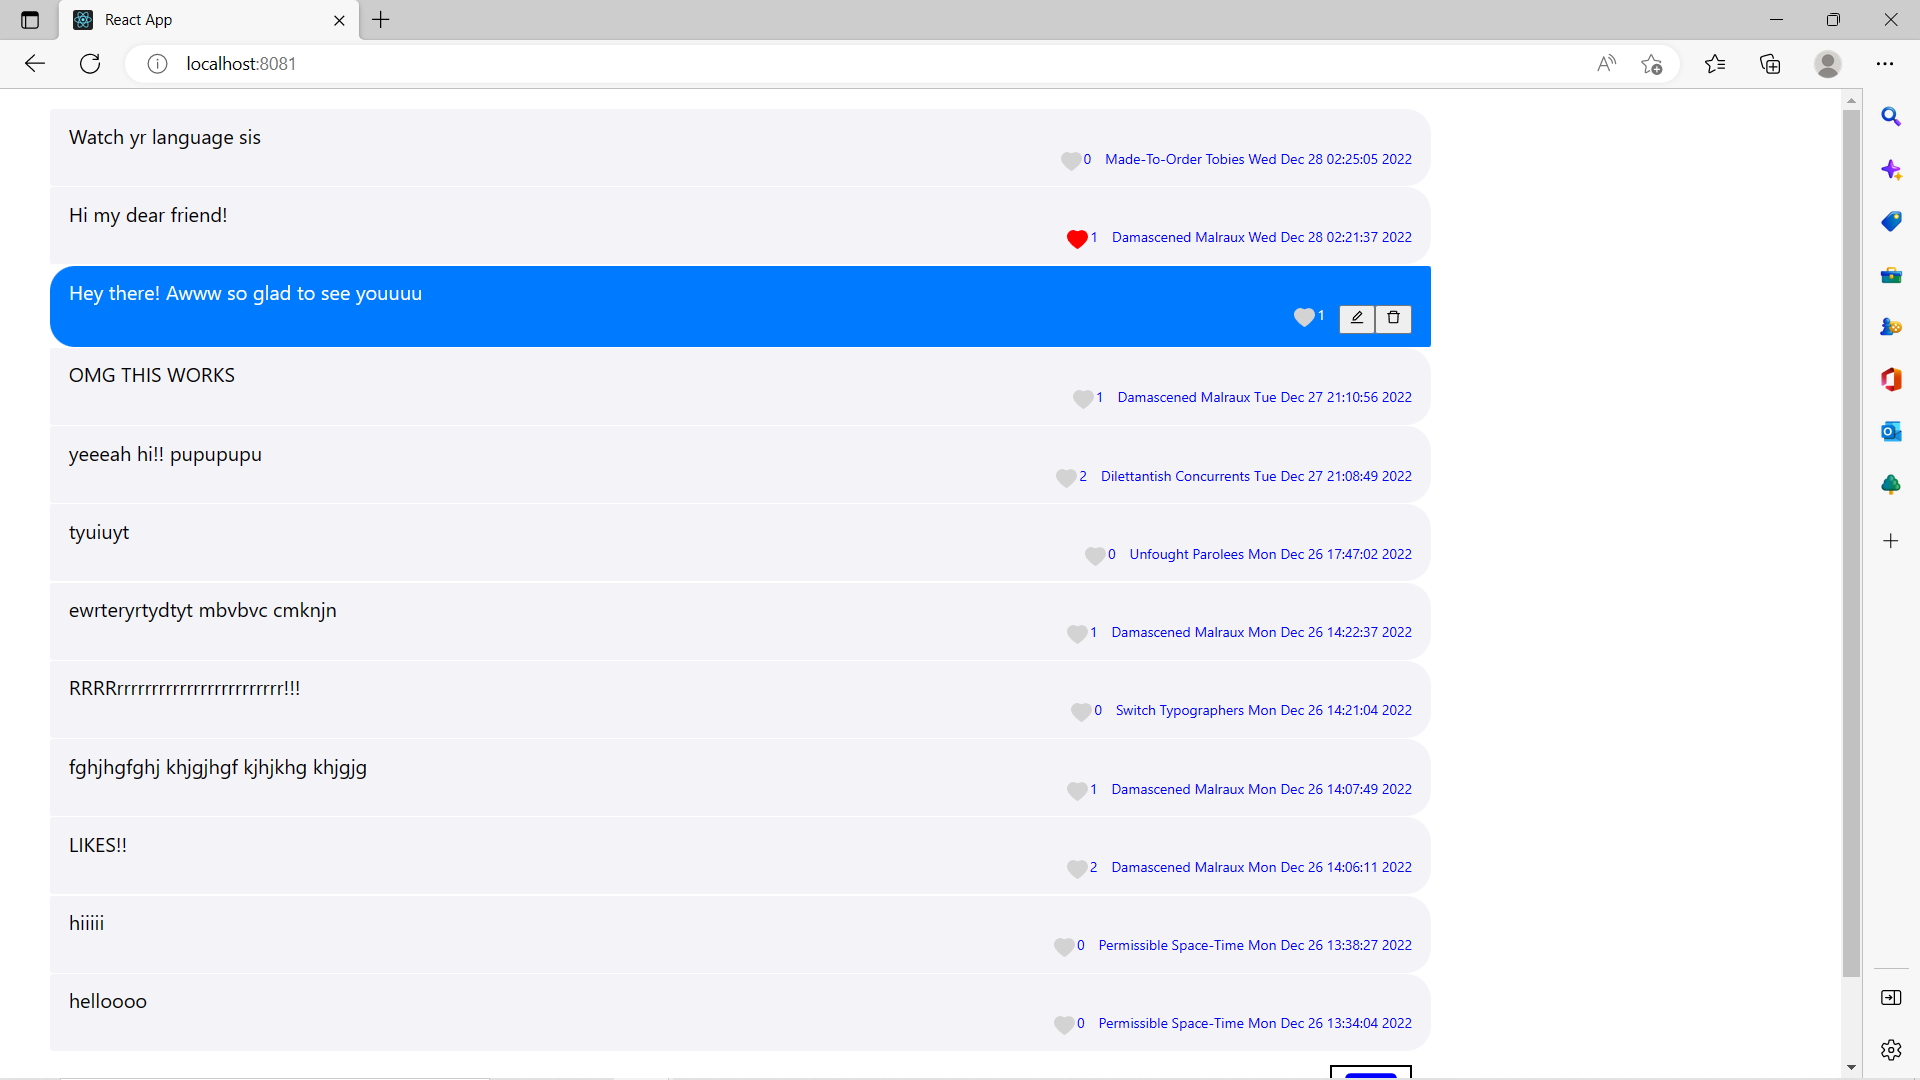 React App
localhost:8081
Watch yr language sis
0 Made-To-Order Tobies Wed Dec 28 02:25:05 2022
Hi my dear friend!
1 Damascened Malraux Wed Dec 28 02:21:37 2022
Hey there! Awww so glad to see youuuu
1
OMG THIS WORKS
1 Damascened Malraux Tue Dec 27 21:10:56 2022
yeeeah hi!! pupupupu
2 Dilettantish Concurrents Tue Dec 27 21:08:49 2022
tyuiuyt
0 Unfought Parolees Mon Dec 26 17:47:02 2022
ewrteryrtydtyt mbvbvc cmknjn
1 Damascened Malraux Mon Dec 26 14:22:37 2022
RRRRrrrrrrrrrrrrrrrrrrrrrrrr!!!
0 Switch Typographers Mon Dec 26 14:21:04 2022
fghjhgfghj khjgjhgf kjhjkhg khjgjg
1 Damascened Malraux Mon Dec 26 14:07:49 2022
LIKES!!
2 Damascened Malraux Mon Dec 26 14:06:11 2022
hiiiii
0 Permissible Space-Time Mon Dec 26 13:38:27 2022
helloooo
0 Permissible Space-Time Mon Dec 26 13:34:04 2022